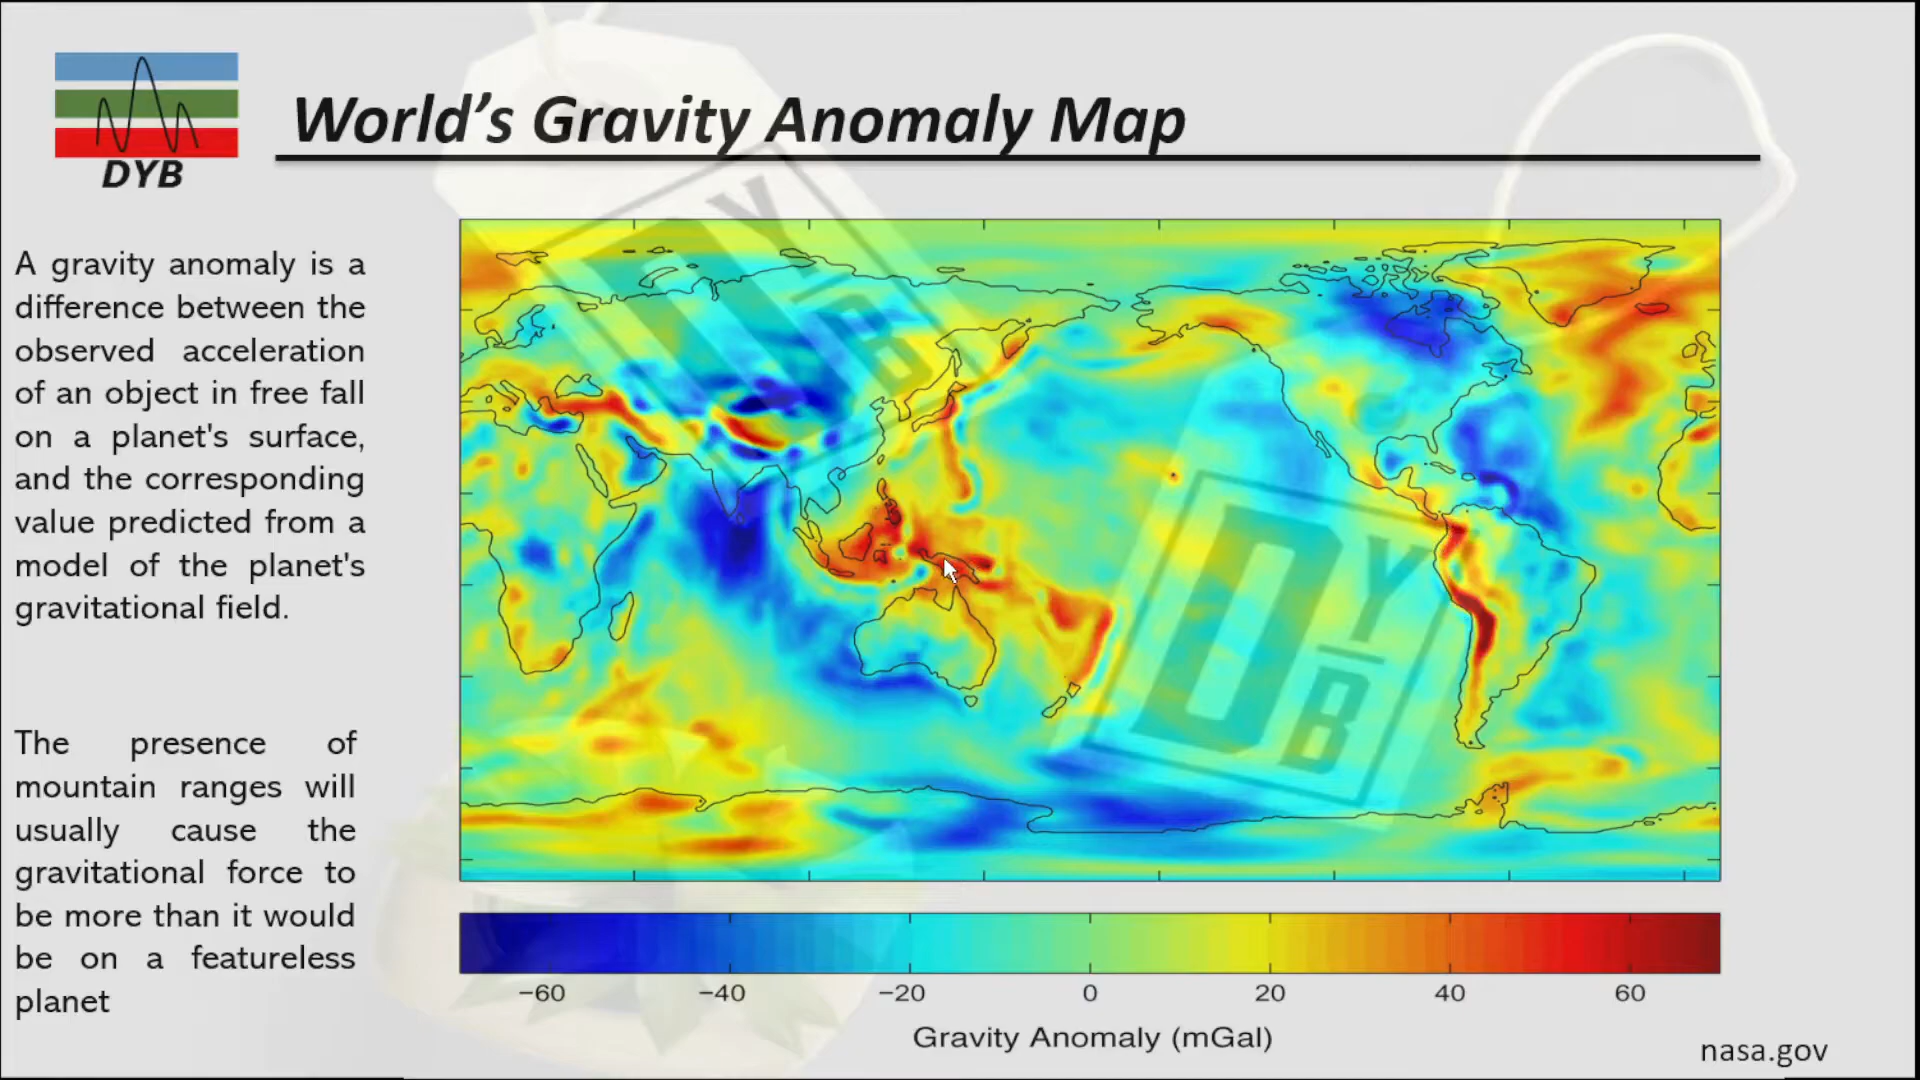 World's Gravity Anomaly Map
DYB
A gravity anomaly is a
difference between the
observed acceleration
of an object in free fall
on a planet's surface,
and the corresponding
value predicted from a
model of the planet's
gravitational field.
The presence of
mountain ranges will
usually cause the
gravitational force to
be more than it would
be on a featureless
planet
D Y B
D Y B
−60 −40 −20 0 20 40 60
Gravity Anomaly (mGal)
nasa.gov